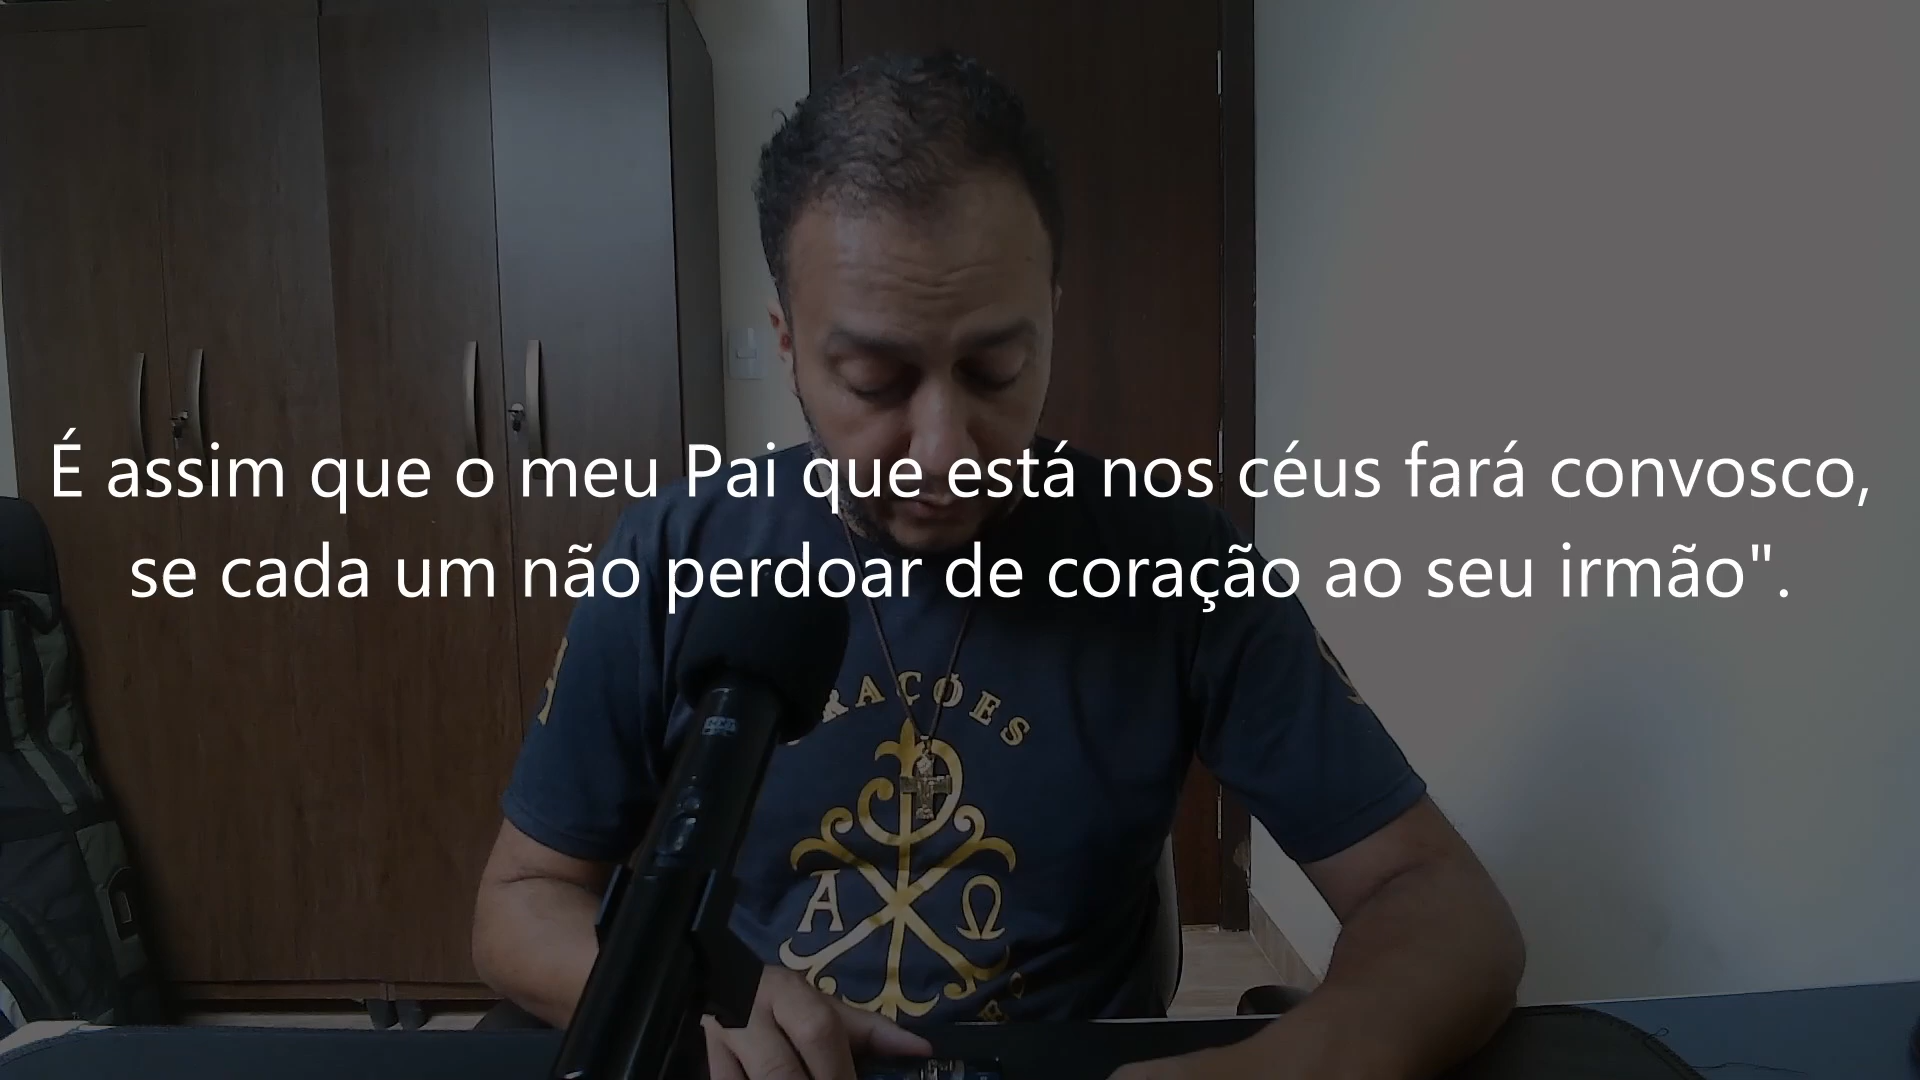 É assim que o meu Pai que está nos céus fará convosco,
se cada um não perdoar de coração ao seu irmão".
RAÇÕES
A Ω